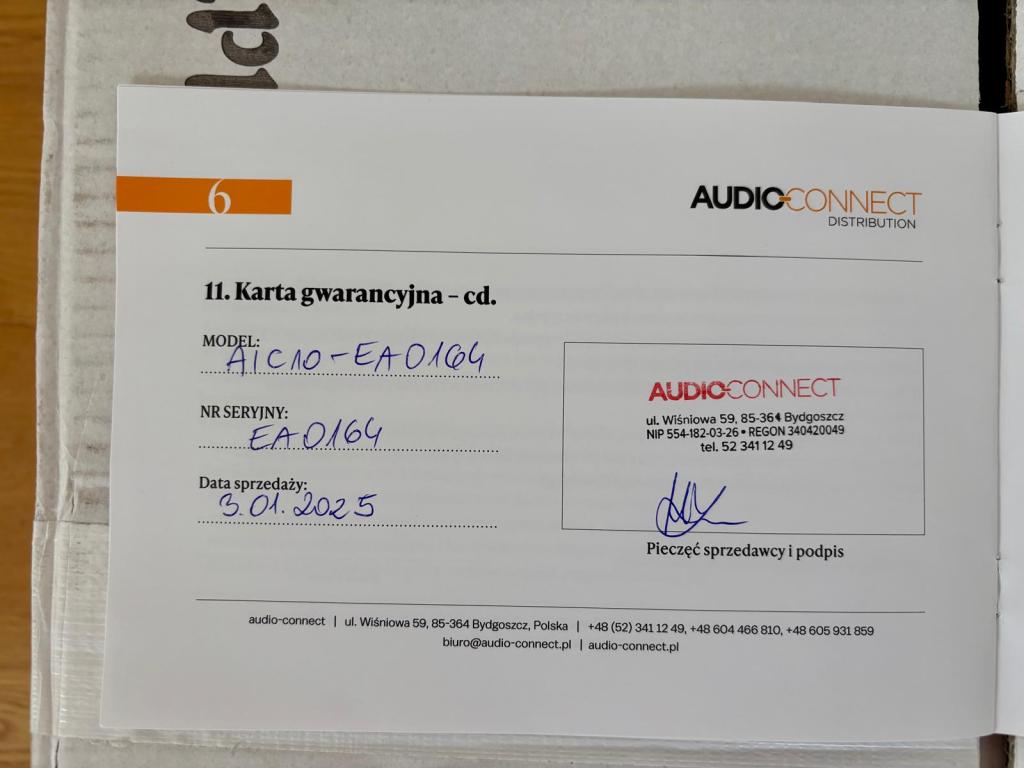 6
AUDIO-CONNECT
DISTRIBUTION
11. Karta gwarancyjna – cd.
MODEL:
AIC10-EA0164
NR SERYJNY:
EA0164
Data sprzedaży:
3.01.2025
AUDIO-CONNECT
ul. Wiśniowa 59, 85-364 Bydgoszcz
NIP 554-182-03-26 • REGON 340420049
tel. 52 341 12 49
Pieczęć sprzedawcy i podpis
audio-connect | ul. Wiśniowa 59, 85-364 Bydgoszcz, Polska | +48 (52) 341 12 49, +48 604 466 810, +48 605 931 859
biuro@audio-connect.pl | audio-connect.pl